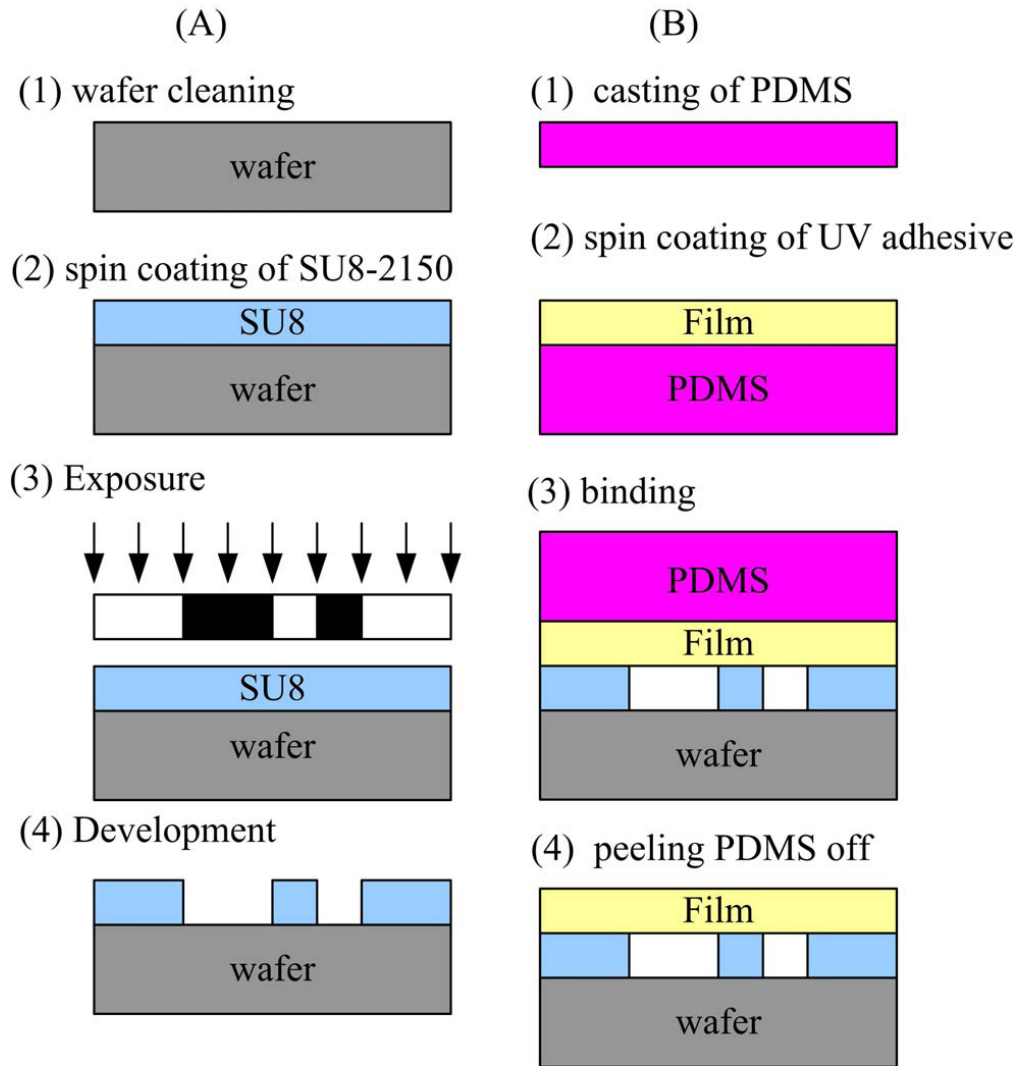 (A)
(1) wafer cleaning
wafer
(2) spin coating of SU8-2150
SU8
wafer
(3) Exposure
SU8
wafer
(4) Development
wafer
(B)
(1) casting of PDMS
(2) spin coating of UV adhesive
Film
PDMS
(3) binding
PDMS
Film
wafer
(4) peeling PDMS off
Film
wafer